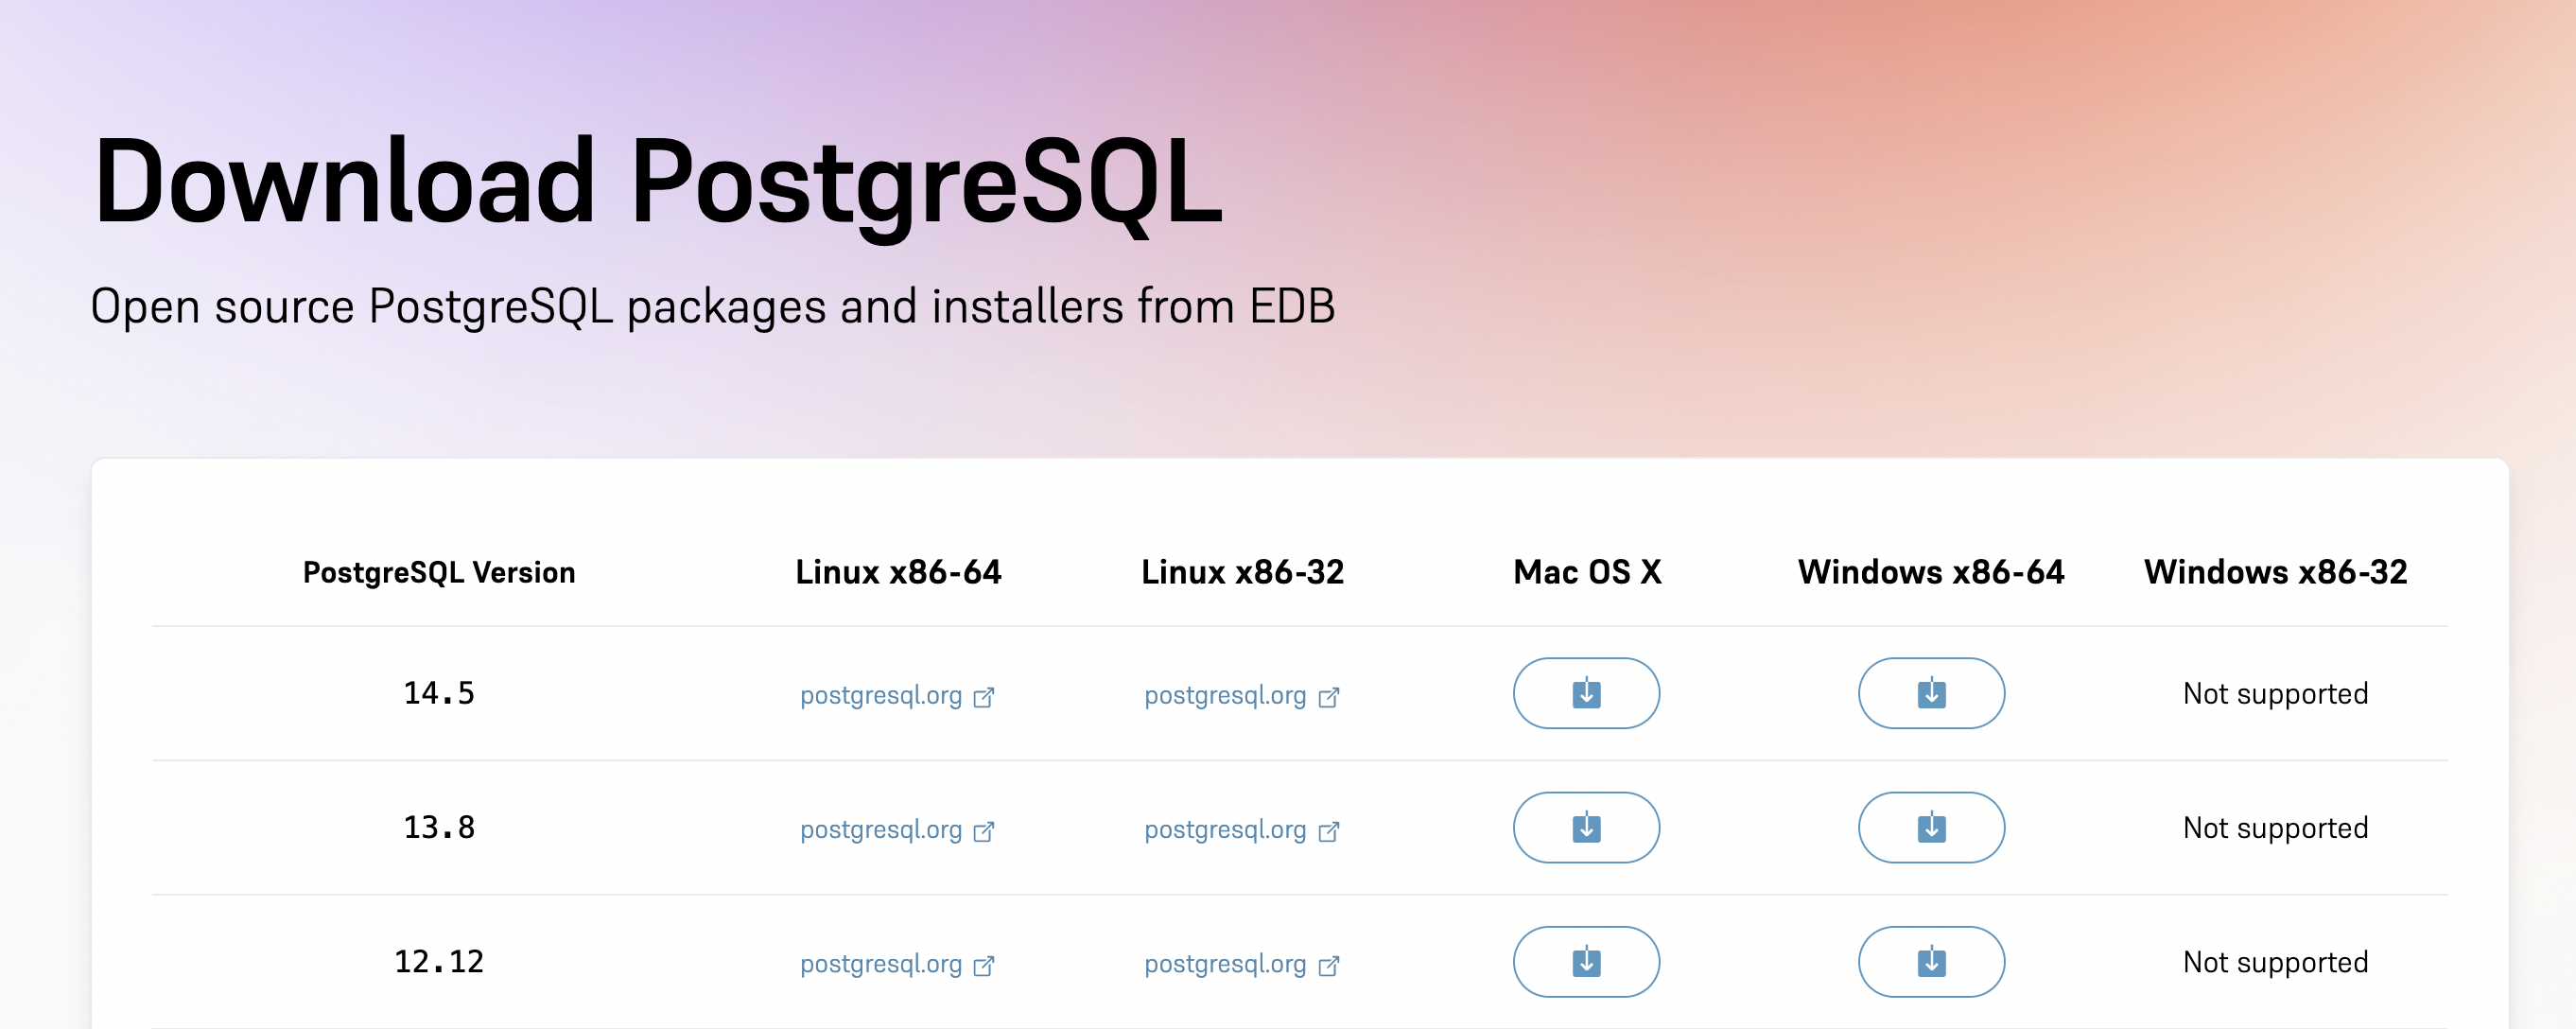 Download PostgreSQL
Open source PostgreSQL packages and installers from EDB
PostgreSQL Version Linux x86-64 Linux x86-32 Mac OS X Windows x86-64 Windows x86-32
14.5 postgresql.org postgresql.org Not supported
13.8 postgresql.org postgresql.org Not supported
12.12 postgresql.org postgresql.org Not supported